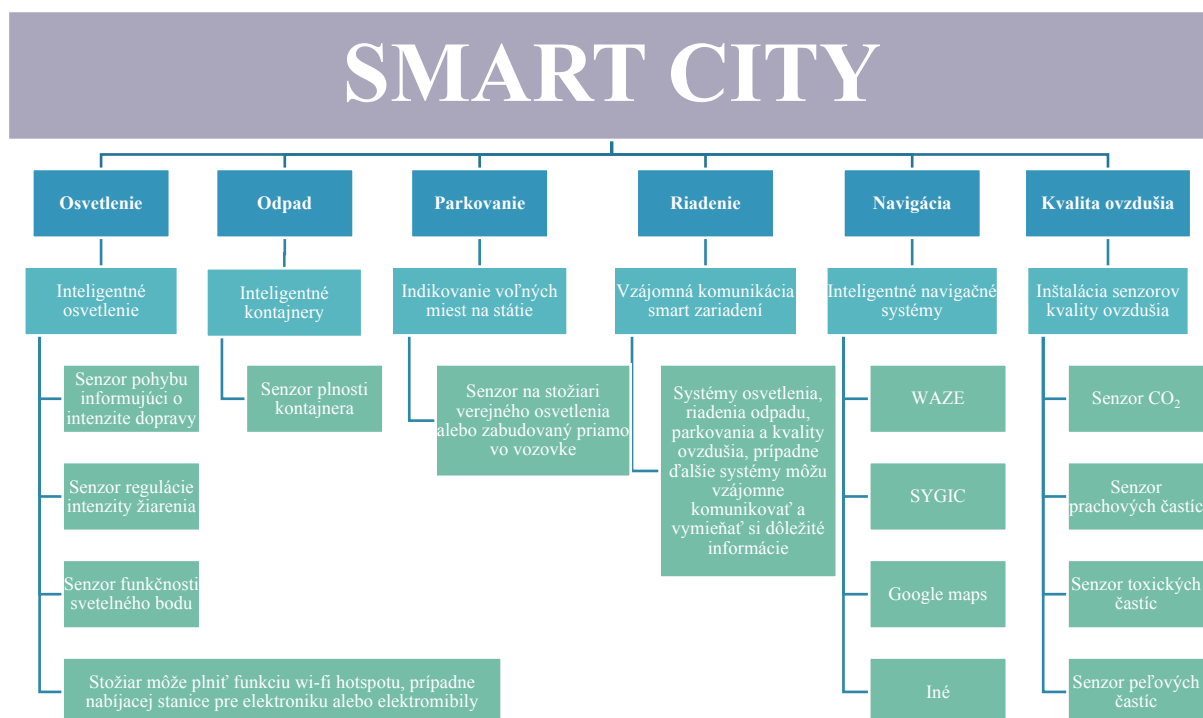 SMART CITY
Osvetlenie
Inteligentné
osvetlenie
Senzor pohybu
informujúci o
intenzite dopravy
Senzor regulácie
intenzity žiarenia
Senzor funkčnosti
svetelného bodu
Stožiar môže plniť funkciu wi-fi hotspotu, prípadne
nabíjacej stanice pre elektroniku alebo elektromibily
Odpad
Inteligentné
kontajnery
Senzor plnosti
kontajnera
Parkovanie
Indikovanie voľných
miest na státie
Senzor na stožiari
verejného osvetlenia
alebo zabudovaný priamo
vo vozovke
Riadenie
Vzájomná komunikácia
smart zariadení
Systémy osvetlenia,
riadenia odpadu,
parkovania a kvality
ovzdušia, prípadne
ďalšie systémy môžu
vzájomne
komunikovať a
vymieňať si dôležité
informácie
Navigácia
Inteligentné navigačné
systémy
WAZE
SYGIC
Google maps
Iné
Kvalita ovzdušia
Inštalácia senzorov
kvality ovzdušia
Senzor CO₂
Senzor
prachových častíc
Senzor toxických
častíc
Senzor peľových
častíc